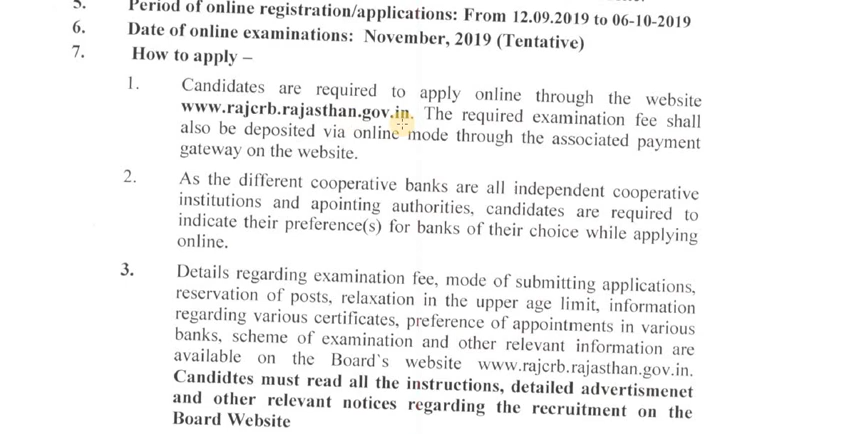 5. Period of online registration/applications: From 12.09.2019 to 06-10-2019
6. Date of online examinations: November, 2019 (Tentative)
7. How to apply –
1. Candidates are required to apply online through the website
www.rajcrb.rajasthan.gov.in. The required examination fee shall
also be deposited via online mode through the associated payment
gateway on the website.
2. As the different cooperative banks are all independent cooperative
institutions and apointing authorities, candidates are required to
indicate their preference(s) for banks of their choice while applying
online.
3. Details regarding examination fee, mode of submitting applications,
reservation of posts, relaxation in the upper age limit, information
regarding various certificates, preference of appointments in various
banks, scheme of examination and other relevant information are
available on the Board`s website www.rajcrb.rajasthan.gov.in.
Candidtes must read all the instructions, detailed advertismenet
and other relevant notices regarding the recruitment on the
Board Website